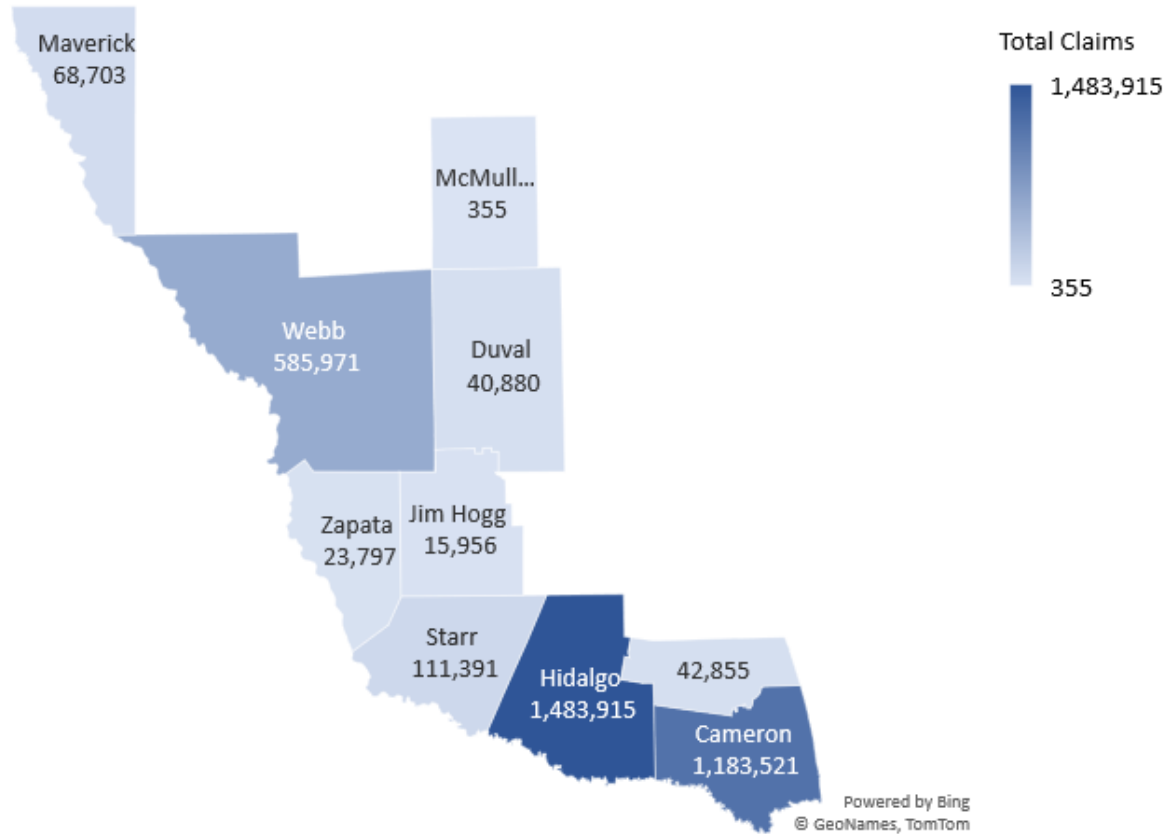 Maverick
68,703
McMull...
355
Webb
585,971
Duval
40,880
Zapata
23,797
Jim Hogg
15,956
Starr
111,391
Hidalgo
1,483,915
42,855
Cameron
1,183,521
Total Claims
1,483,915
355
Powered by Bing
© GeoNames, TomTom